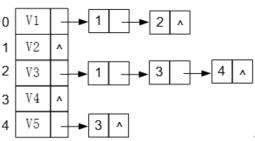 0 V1 1 2 ^
1 V2 ^
2 V3 1 3 4 ^
3 V4 ^
4 V5 3 ^